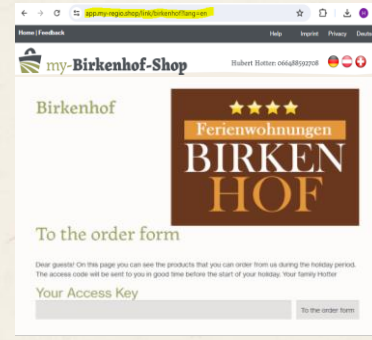 app.my-regio.shop/link/birkenhof?lang=en
Home | Feedback
Help Imprint Privacy Deuts
my-Birkenhof-Shop
Hubert Hotter: 066488592708
Birkenhof
Ferienwohnungen
BIRKEN
HOF
To the order form
Dear guests! On this page you can see the products that you can order from us during the holiday period.
The access code will be sent to you in good time before the start of your holiday. Your family Hotter
Your Access Key
To the order form